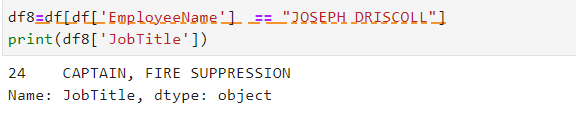 df8=df[df['EmployeeName'] == "JOSEPH DRISCOLL"]
print(df8['JobTitle'])
24    CAPTAIN, FIRE SUPPRESSION
Name: JobTitle, dtype: object